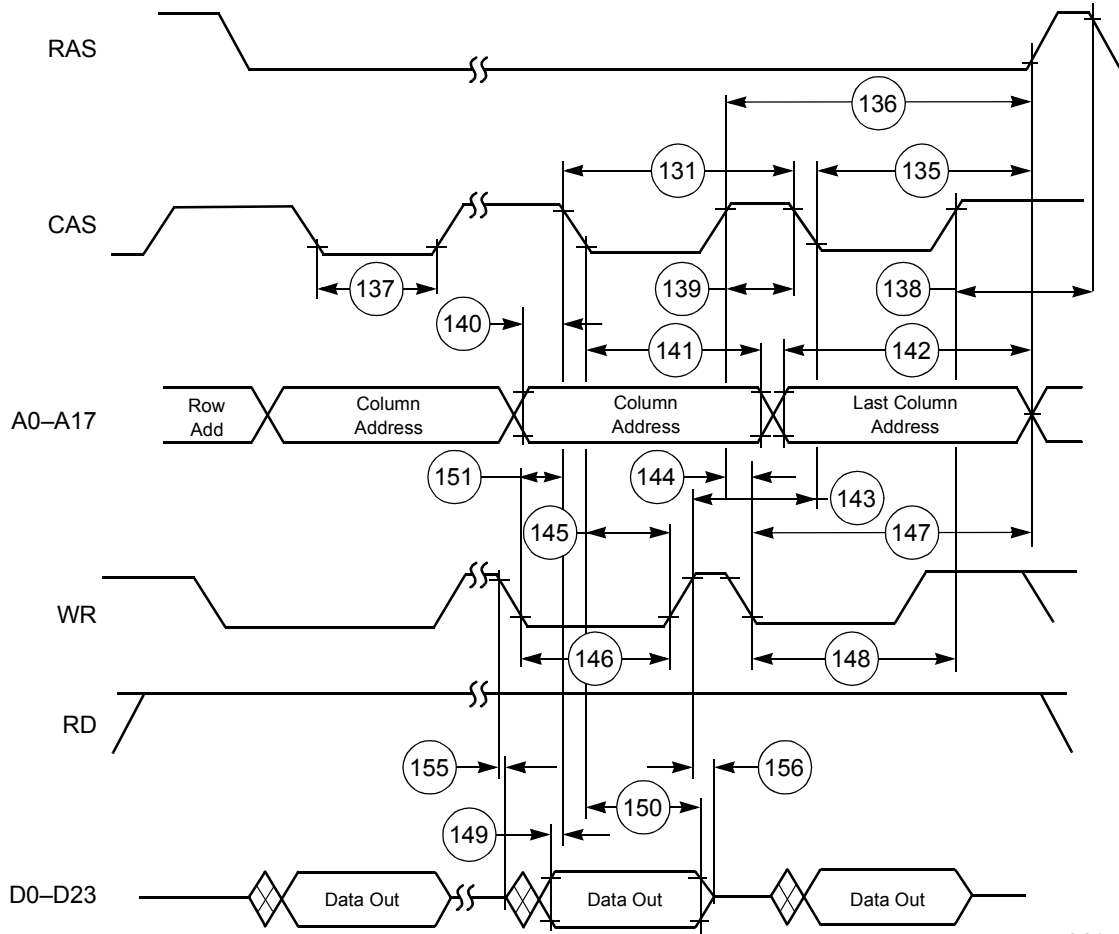 RAS
136
131
135
CAS
137
139
138
140
141
142
A0–A17
Row
Add
Column
Address
Column
Address
Last Column
Address
151
144
143
145
147
WR
146
148
RD
155
156
150
149
D0–D23
Data Out
Data Out
Data Out